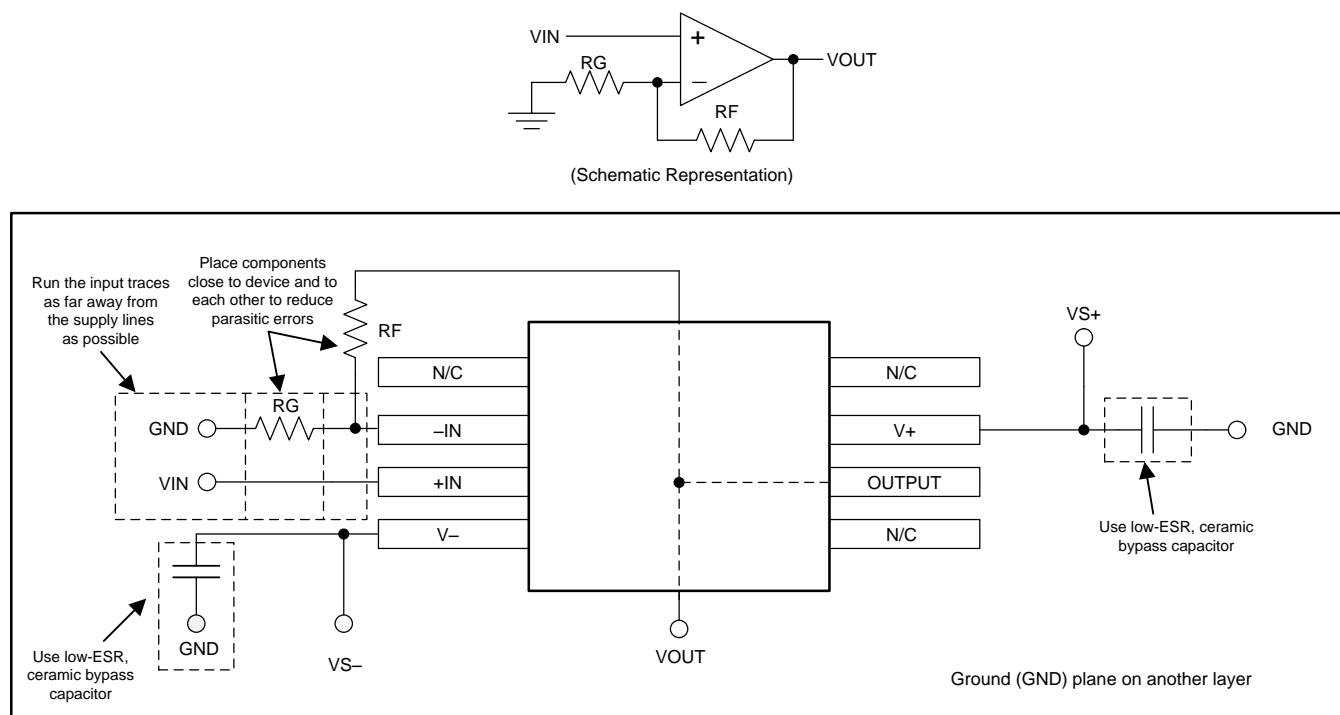 VIN
+
RG
−
VOUT
RF
(Schematic Representation)
Run the input traces
as far away from
the supply lines
as possible
Place components
close to device and to
each other to reduce
parasitic errors
RF
VS+
N/C
N/C
RG
GND
–IN
V+
GND
VIN
+IN
OUTPUT
V–
N/C
Use low-ESR, ceramic
bypass capacitor
GND
Use low-ESR,
ceramic bypass
capacitor
VS–
VOUT
Ground (GND) plane on another layer